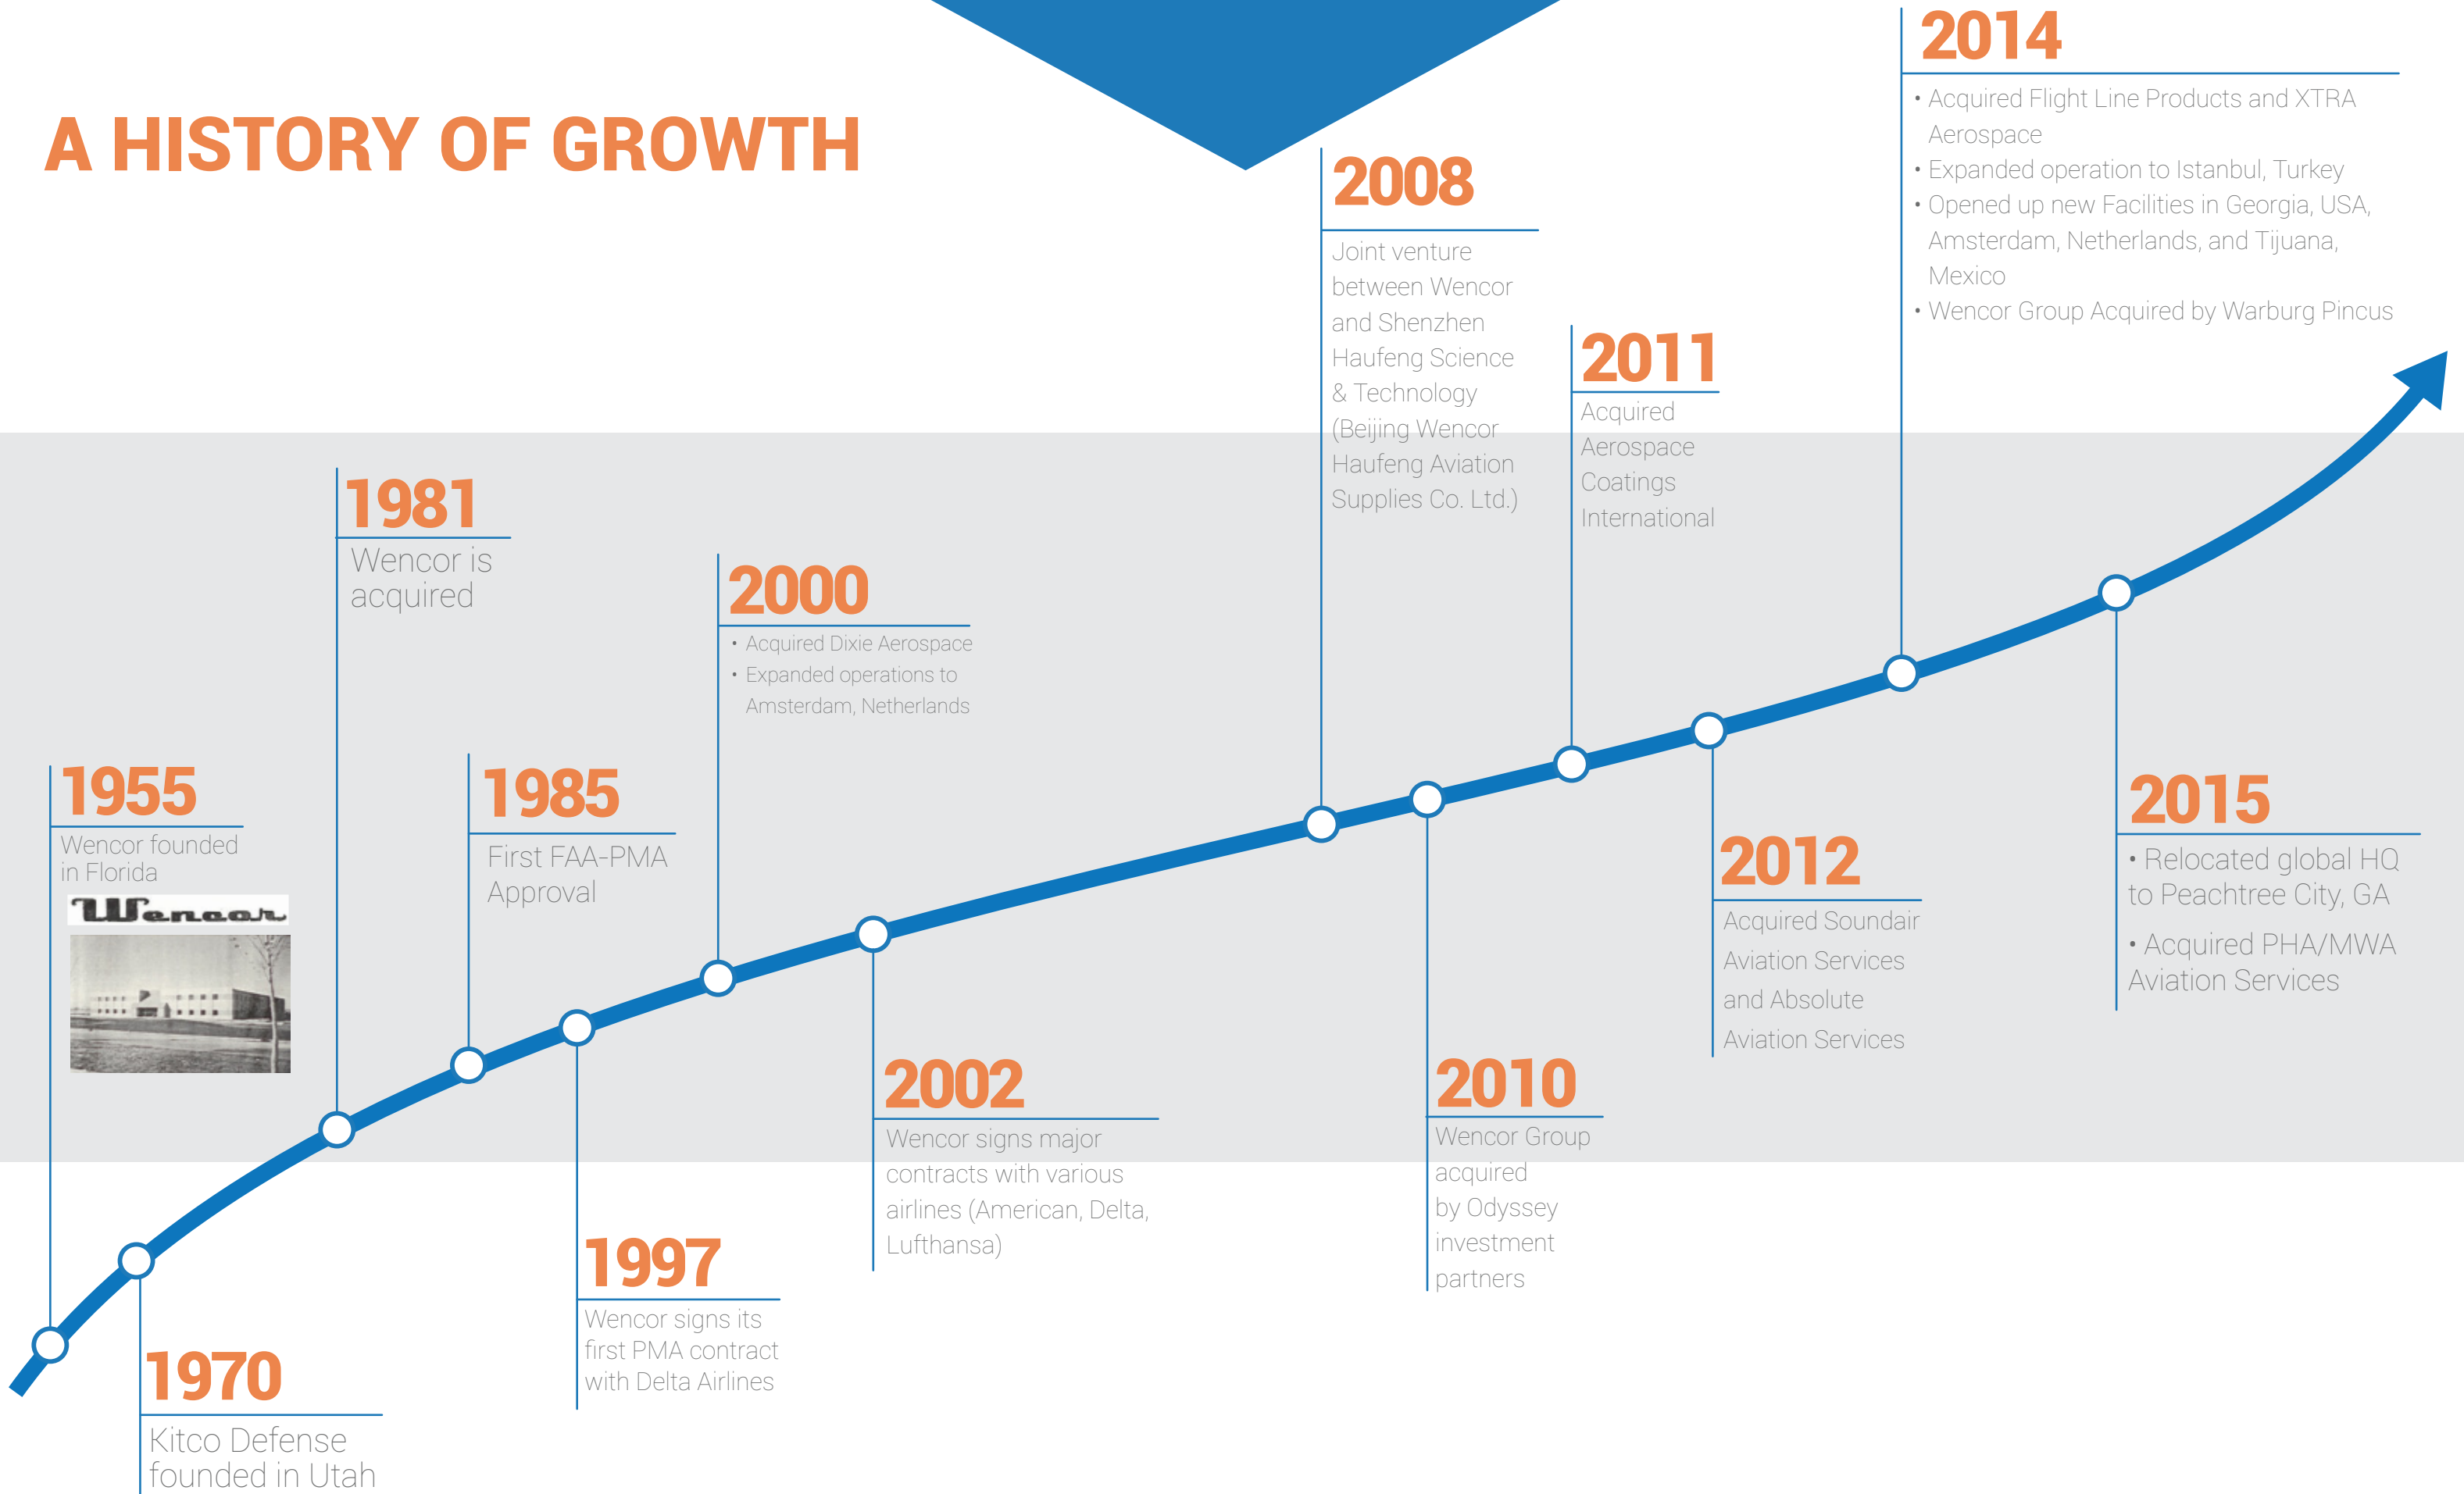 A HISTORY OF GROWTH
1955
Wencor founded
in Florida
Wencor
1970
Kitco Defense
founded in Utah
1981
Wencor is
acquired
1985
First FAA-PMA
Approval
1997
Wencor signs its
first PMA contract
with Delta Airlines
2000
• Acquired Dixie Aerospace
• Expanded operations to
Amsterdam, Netherlands
2002
Wencor signs major
contracts with various
airlines (American, Delta,
Lufthansa)
2008
Joint venture
between Wencor
and Shenzhen
Haufeng Science
& Technology
(Beijing Wencor
Haufeng Aviation
Supplies Co. Ltd.)
2010
Wencor Group
acquired
by Odyssey
investment
partners
2011
Acquired
Aerospace
Coatings
International
2012
Acquired Soundair
Aviation Services
and Absolute
Aviation Services
2014
• Acquired Flight Line Products and XTRA
Aerospace
• Expanded operation to Istanbul, Turkey
• Opened up new Facilities in Georgia, USA,
Amsterdam, Netherlands, and Tijuana,
Mexico
• Wencor Group Acquired by Warburg Pincus
2015
• Relocated global HQ
to Peachtree City, GA
• Acquired PHA/MWA
Aviation Services